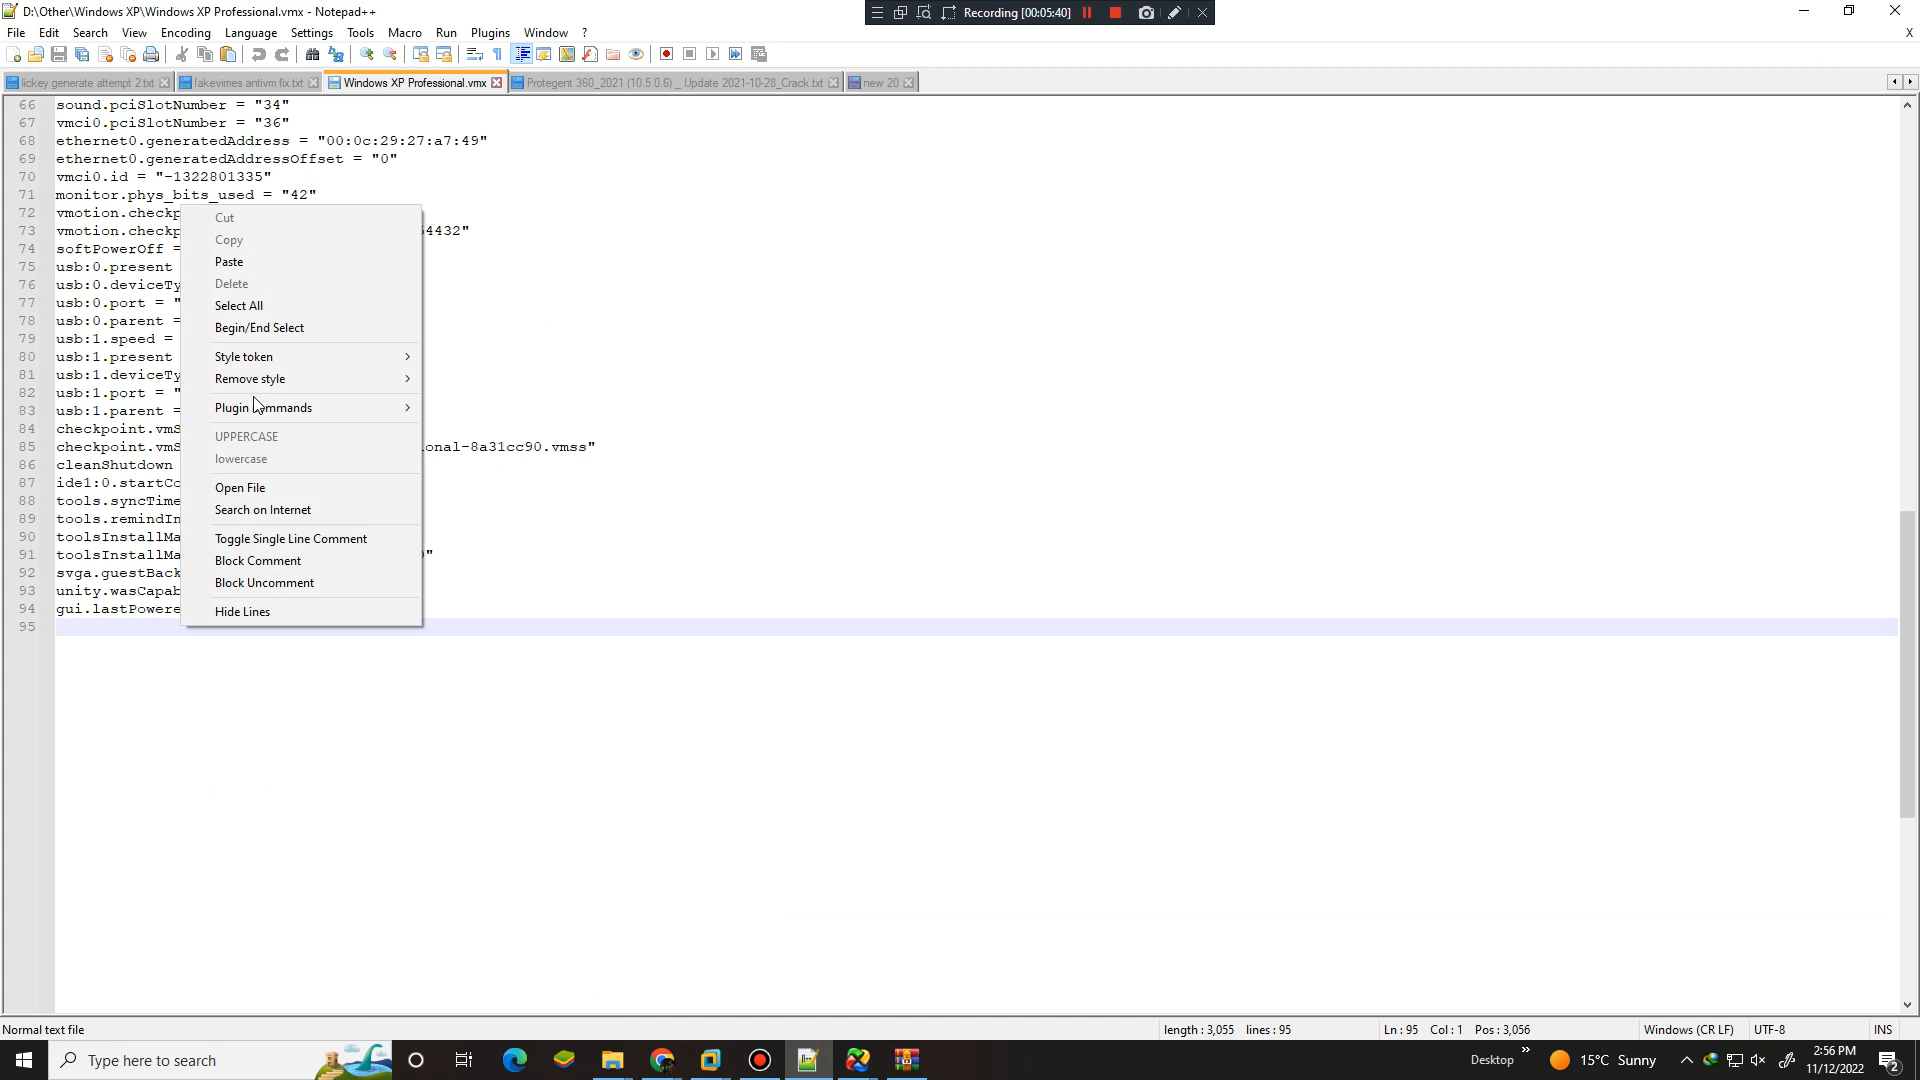 D:\Other\Windows XP\Windows XP Professional.vmx - Notepad++
Recording [00:05:40]
File Edit Search View Encoding Language Settings Tools Macro Run Plugins Window ? X
lickey generate attempt 2.txt fakevimes antivm fix.txt Windows XP Professional.vmx Protegent 360_2021 (10.5.0.6) _ Update 2021-10-28_Crack.txt new 20
66 sound.pciSlotNumber = "34"
67 vmci0.pciSlotNumber = "36"
68 ethernet0.generatedAddress = "00:0c:29:27:a7:49"
69 ethernet0.generatedAddressOffset = "0"
70 vmci0.id = "-1322801335"
71 monitor.phys_bits_used = "42"
72 vmotion.checkp
73 vmotion.checkp 4432"
74 softPowerOff =
75 usb:0.present
76 usb:0.deviceTy
77 usb:0.port = "
78 usb:0.parent =
79 usb:1.speed =
80 usb:1.present
81 usb:1.deviceTy
82 usb:1.port = "
83 usb:1.parent =
84 checkpoint.vmS
85 checkpoint.vmS onal-8a31cc90.vmss"
86 cleanShutdown
87 ide1:0.startCo
88 tools.syncTime
89 tools.remindIn
90 toolsInstallMa
91 toolsInstallMa )"
92 svga.guestBack
93 unity.wasCapab
94 gui.lastPowere
95
Cut
Copy
Paste
Delete
Select All
Begin/End Select
Style token
Remove style
Plugin commands
UPPERCASE
lowercase
Open File
Search on Internet
Toggle Single Line Comment
Block Comment
Block Uncomment
Hide Lines
Normal text file length : 3,055 lines : 95 Ln : 95 Col : 1 Pos : 3,056 Windows (CR LF) UTF-8 INS
Type here to search Desktop 15°C Sunny 2:56 PM
11/12/2022 2